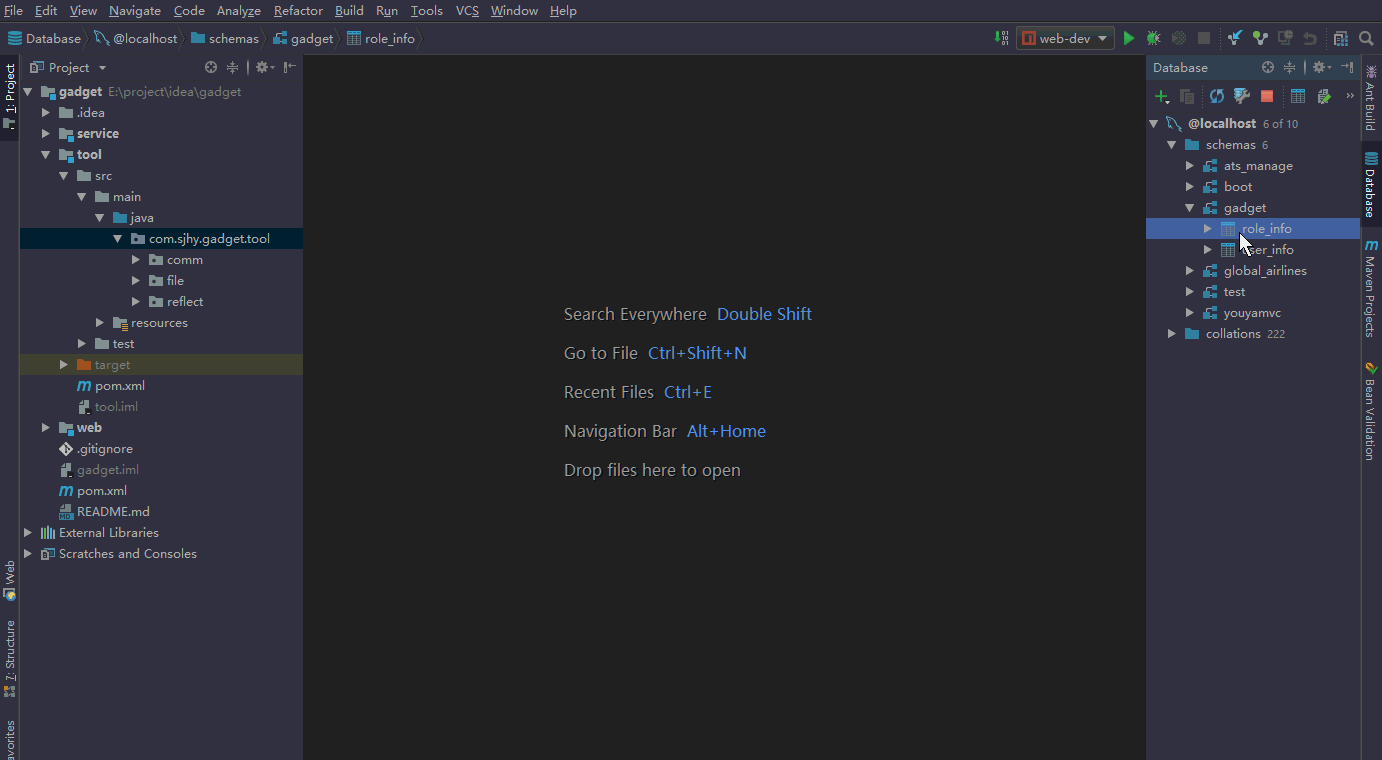 File Edit View Navigate Code Analyze Refactor Build Run Tools VCS Window Help
Database @localhost schemas gadget role_info
web-dev
1: Project
Web
7: Structure
avorites
Project
gadget E:\project\idea\gadget
.idea
service
tool
src
main
java
com.sjhy.gadget.tool
comm
file
reflect
resources
test
target
pom.xml
tool.iml
web
.gitignore
gadget.iml
pom.xml
README.md
External Libraries
Scratches and Consoles
Search Everywhere Double Shift
Go to File Ctrl+Shift+N
Recent Files Ctrl+E
Navigation Bar Alt+Home
Drop files here to open
Database
@localhost 6 of 10
schemas 6
ats_manage
boot
gadget
role_info
ser_info
global_airlines
test
youyamvc
collations 222
Ant Build
Database
Maven Projects
Bean Validation